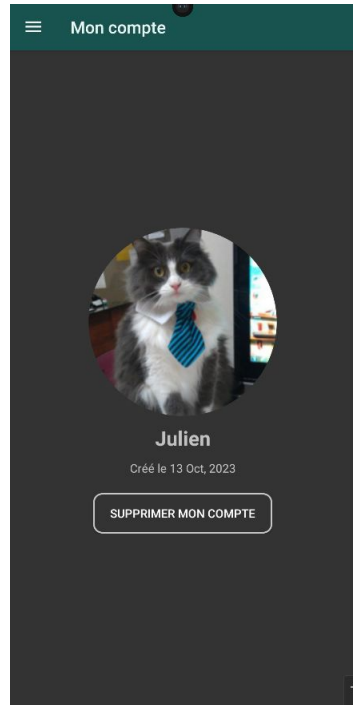 Mon compte
Julien
Créé le 13 Oct, 2023
SUPPRIMER MON COMPTE